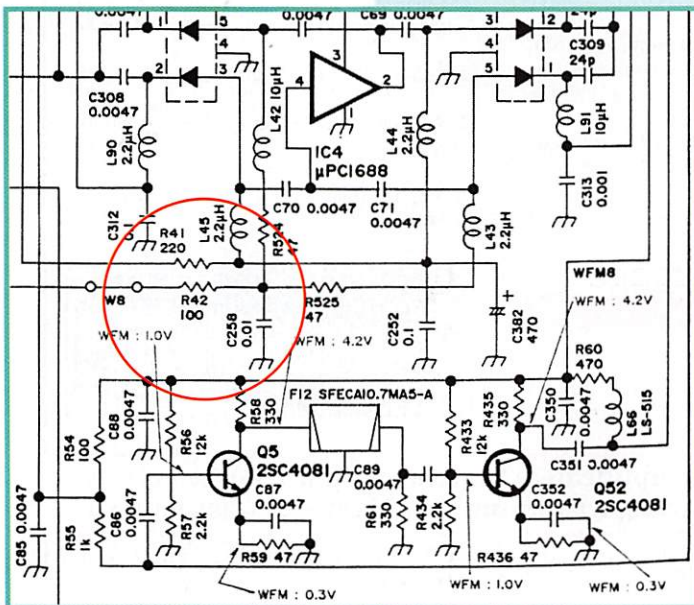 0.0047
C69 0.0047
24p
1
5
3
3
2
4
4
C309
24p
2
3
4
2
5
1
C308
0.0047
L42 10μH
1
L44
2.2μH
L91
10μH
L90
2.2μH
IC4
μPC1688
C70 0.0047
C71
0.0047
C313
0.001
C312
R41
220
L45
2.2μH
R524
47
L43
2.2μH
W8
R42
100
R525
47
+
WFM8
C258
0.01
C252
0.1
C382
470
WFM : 4.2V
WFM : 1.0V
WFM : 4.2V
R60
470
F12 SFECA10.7MA5-A
R54
100
C88
0.0047
R56
12k
R58
330
R433
12k
R435
330
C350
0.0047
L66
LS-515
Q5
2SC4081
C89
0.0047
C351 0.0047
C85 0.0047
R55
1k
C86
0.0047
R57
2.2k
C87
0.0047
R61
330
R434
2.2k
C352
0.0047
Q52
2SC4081
R59 47
R436 47
WFM : 0.3V
WFM : 1.0V
WFM : 0.3V